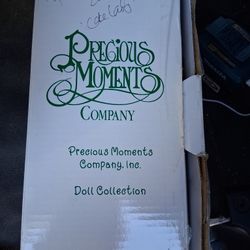 Precious
Moments
Company
Precious Moments
Company, Inc.
Doll Collection